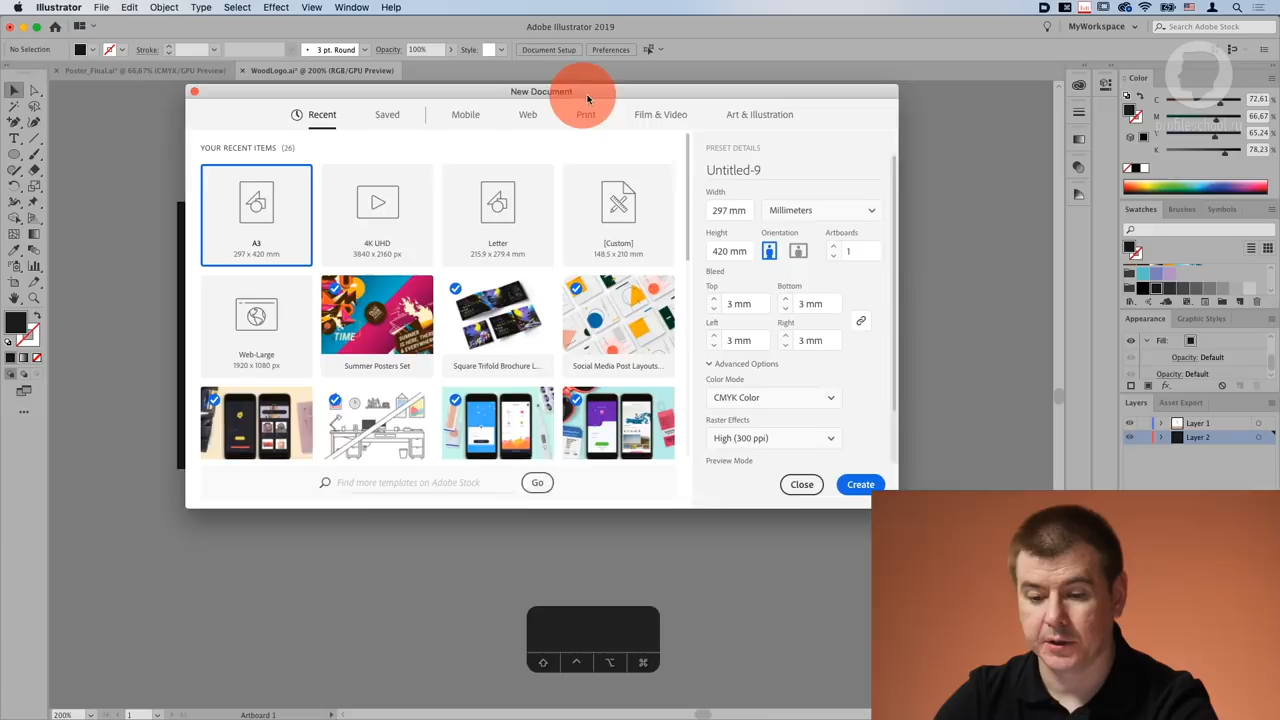 Illustrator File Edit Object Type Select Effect View Window Help
Adobe Illustrator 2019
MyWorkspace
Search Adobe Stock
No Selection
Stroke:
3 pt. Round
Opacity: 100%
Style:
Document Setup
Preferences
Poster_Final.ai* @ 66,67% (CMYK/GPU Preview)
WoodLogo.ai* @ 200% (RGB/GPU Preview)
New Document
Recent
Saved
Mobile
Web
Print
Film & Video
Art & Illustration
YOUR RECENT ITEMS (26)
A3
297 x 420 mm
4K UHD
3840 x 2160 px
Letter
215.9 x 279.4 mm
[Custom]
148.5 x 210 mm
Web-Large
1920 x 1080 px
TIME
Summer Posters Set
Square Trifold Brochure L...
Social Media Post Layouts...
Find more templates on Adobe Stock
Go
PRESET DETAILS
Untitled-9
Width
297 mm
Millimeters
Height
Orientation
Artboards
420 mm
1
Bleed
Top
Bottom
3 mm
3 mm
Left
Right
3 mm
3 mm
Advanced Options
Color Mode
CMYK Color
Raster Effects
High (300 ppi)
Preview Mode
Close
Create
Color
C 72,61 %
M 66,67 %
Y 65,24 %
K 78,23 %
profileschool.ru
Swatches
Brushes
Symbols
Appearance
Graphic Styles
Fill:
Opacity: Default
Opacity: Default
Layers
Asset Export
Layer 1
Layer 2
200%
1
Artboard 1